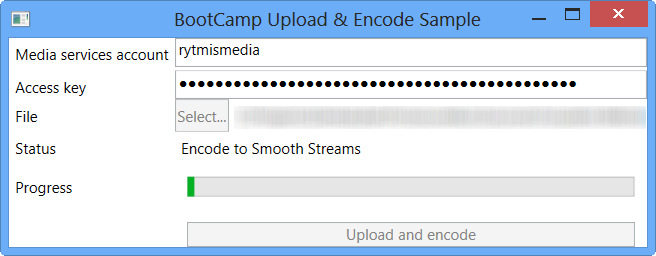 BootCamp Upload & Encode Sample
Media services account rytmismedia
Access key ●●●●●●●●●●●●●●●●●●●●●●●●●●●●●●●●●●●●●●●●●●●●
File Select...
Status Encode to Smooth Streams
Progress
Upload and encode